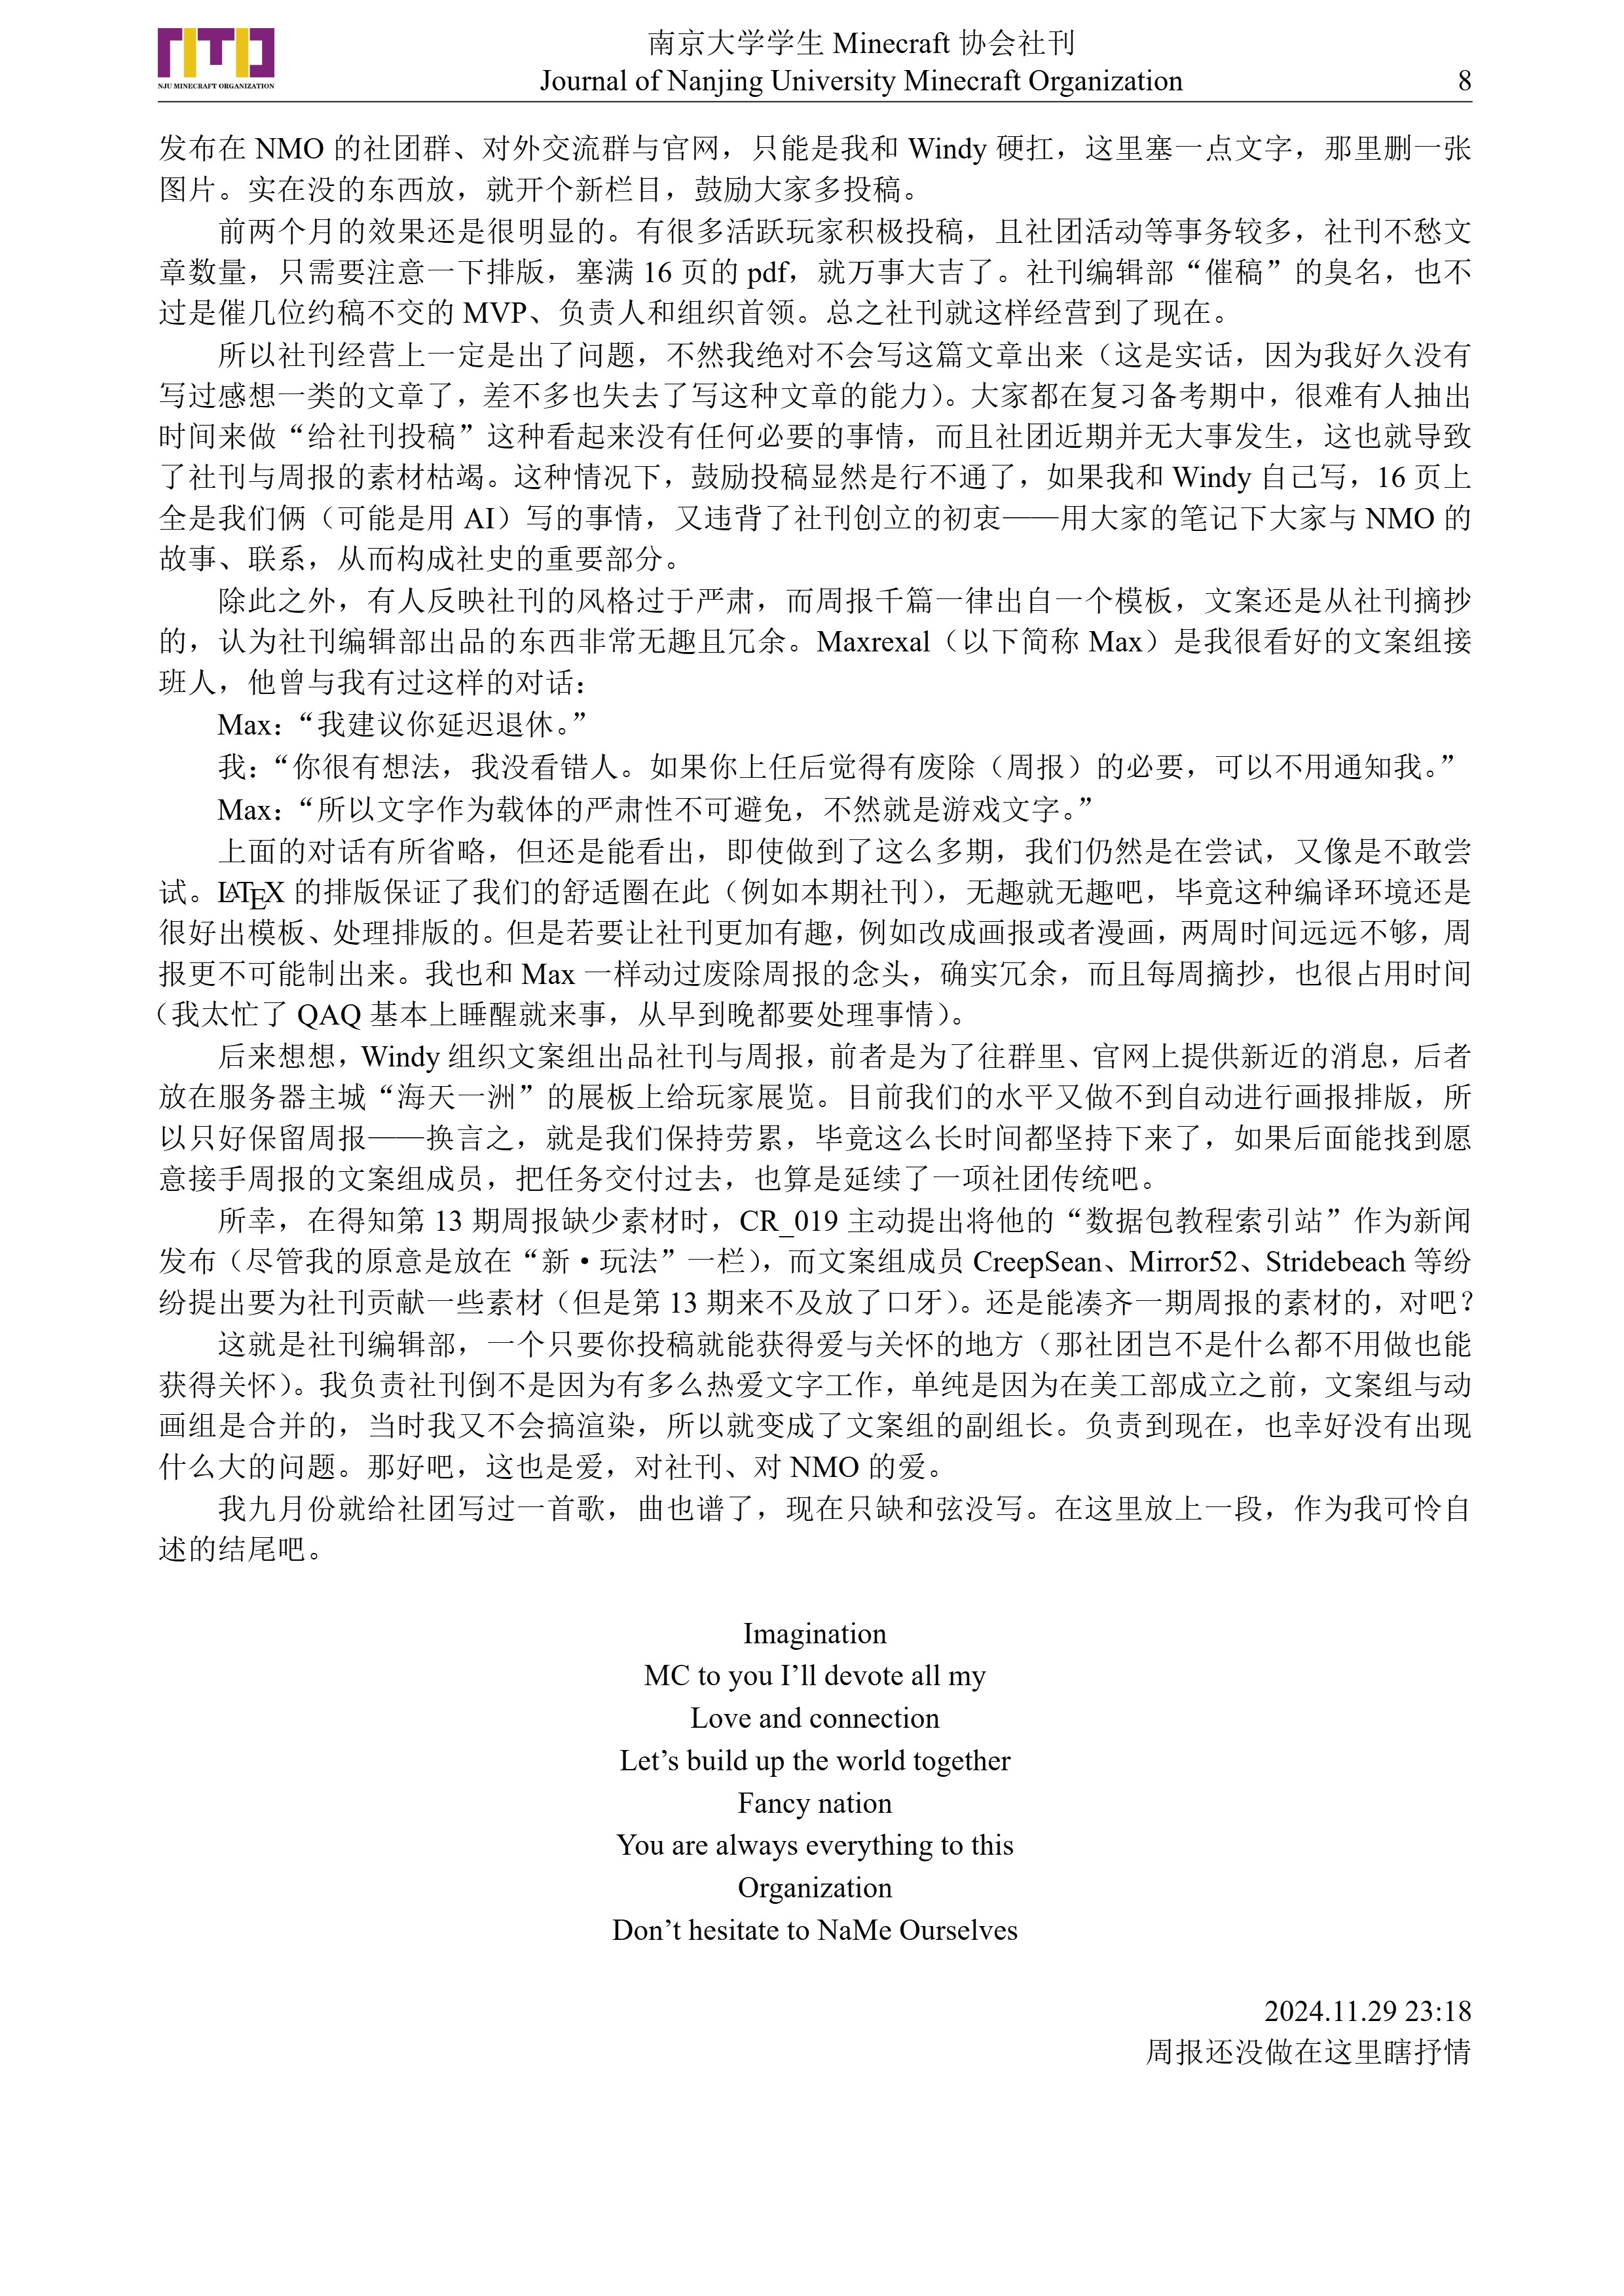 NJU MINECRAFT ORGANIZATION
南京大学学生 Minecraft 协会社刊
Journal of Nanjing University Minecraft Organization
8
发布在 NMO 的社团群、对外交流群与官网，只能是我和 Windy 硬扛，这里塞一点文字，那里删一张
图片。实在没的东西放，就开个新栏目，鼓励大家多投稿。
前两个月的效果还是很明显的。有很多活跃玩家积极投稿，且社团活动等事务较多，社刊不愁文
章数量，只需要注意一下排版，塞满 16 页的 pdf，就万事大吉了。社刊编辑部“催稿”的臭名，也不
过是催几位约稿不交的 MVP、负责人和组织首领。总之社刊就这样经营到了现在。
所以社刊经营上一定是出了问题，不然我绝对不会写这篇文章出来（这是实话，因为我好久没有
写过感想一类的文章了，差不多也失去了写这种文章的能力）。大家都在复习备考期中，很难有人抽出
时间来做“给社刊投稿”这种看起来没有任何必要的事情，而且社团近期并无大事发生，这也就导致
了社刊与周报的素材枯竭。这种情况下，鼓励投稿显然是行不通了，如果我和 Windy 自己写，16 页上
全是我们俩（可能是用 AI）写的事情，又违背了社刊创立的初衷——用大家的笔记下大家与 NMO 的
故事、联系，从而构成社史的重要部分。
除此之外，有人反映社刊的风格过于严肃，而周报千篇一律出自一个模板，文案还是从社刊摘抄
的，认为社刊编辑部出品的东西非常无趣且冗余。Maxrexal（以下简称 Max）是我很看好的文案组接
班人，他曾与我有过这样的对话：
Max：“我建议你延迟退休。”
我：“你很有想法，我没看错人。如果你上任后觉得有废除（周报）的必要，可以不用通知我。”
Max：“所以文字作为载体的严肃性不可避免，不然就是游戏文字。”
上面的对话有所省略，但还是能看出，即使做到了这么多期，我们仍然是在尝试，又像是不敢尝
试。LATEX 的排版保证了我们的舒适圈在此（例如本期社刊），无趣就无趣吧，毕竟这种编译环境还是
很好出模板、处理排版的。但是若要让社刊更加有趣，例如改成画报或者漫画，两周时间远远不够，周
报更不可能制出来。我也和 Max 一样动过废除周报的念头，确实冗余，而且每周摘抄，也很占用时间
（我太忙了 QAQ 基本上睡醒就来事，从早到晚都要处理事情）。
后来想想，Windy 组织文案组出品社刊与周报，前者是为了往群里、官网上提供新近的消息，后者
放在服务器主城“海天一洲”的展板上给玩家展览。目前我们的水平又做不到自动进行画报排版，所
以只好保留周报——换言之，就是我们保持劳累，毕竟这么长时间都坚持下来了，如果后面能找到愿
意接手周报的文案组成员，把任务交付过去，也算是延续了一项社团传统吧。
所幸，在得知第 13 期周报缺少素材时，CR_019 主动提出将他的“数据包教程索引站”作为新闻
发布（尽管我的原意是放在“新·玩法”一栏），而文案组成员 CreepSean、Mirror52、Stridebeach 等纷
纷提出要为社刊贡献一些素材（但是第 13 期来不及放了口牙）。还是能凑齐一期周报的素材的，对吧？
这就是社刊编辑部，一个只要你投稿就能获得爱与关怀的地方（那社团岂不是什么都不用做也能
获得关怀）。我负责社刊倒不是因为有多么热爱文字工作，单纯是因为在美工部成立之前，文案组与动
画组是合并的，当时我又不会搞渲染，所以就变成了文案组的副组长。负责到现在，也幸好没有出现
什么大的问题。那好吧，这也是爱，对社刊、对 NMO 的爱。
我九月份就给社团写过一首歌，曲也谱了，现在只缺和弦没写。在这里放上一段，作为我可怜自
述的结尾吧。
Imagination
MC to you I’ll devote all my
Love and connection
Let’s build up the world together
Fancy nation
You are always everything to this
Organization
Don’t hesitate to NaMe Ourselves
2024.11.29 23:18
周报还没做在这里瞎抒情